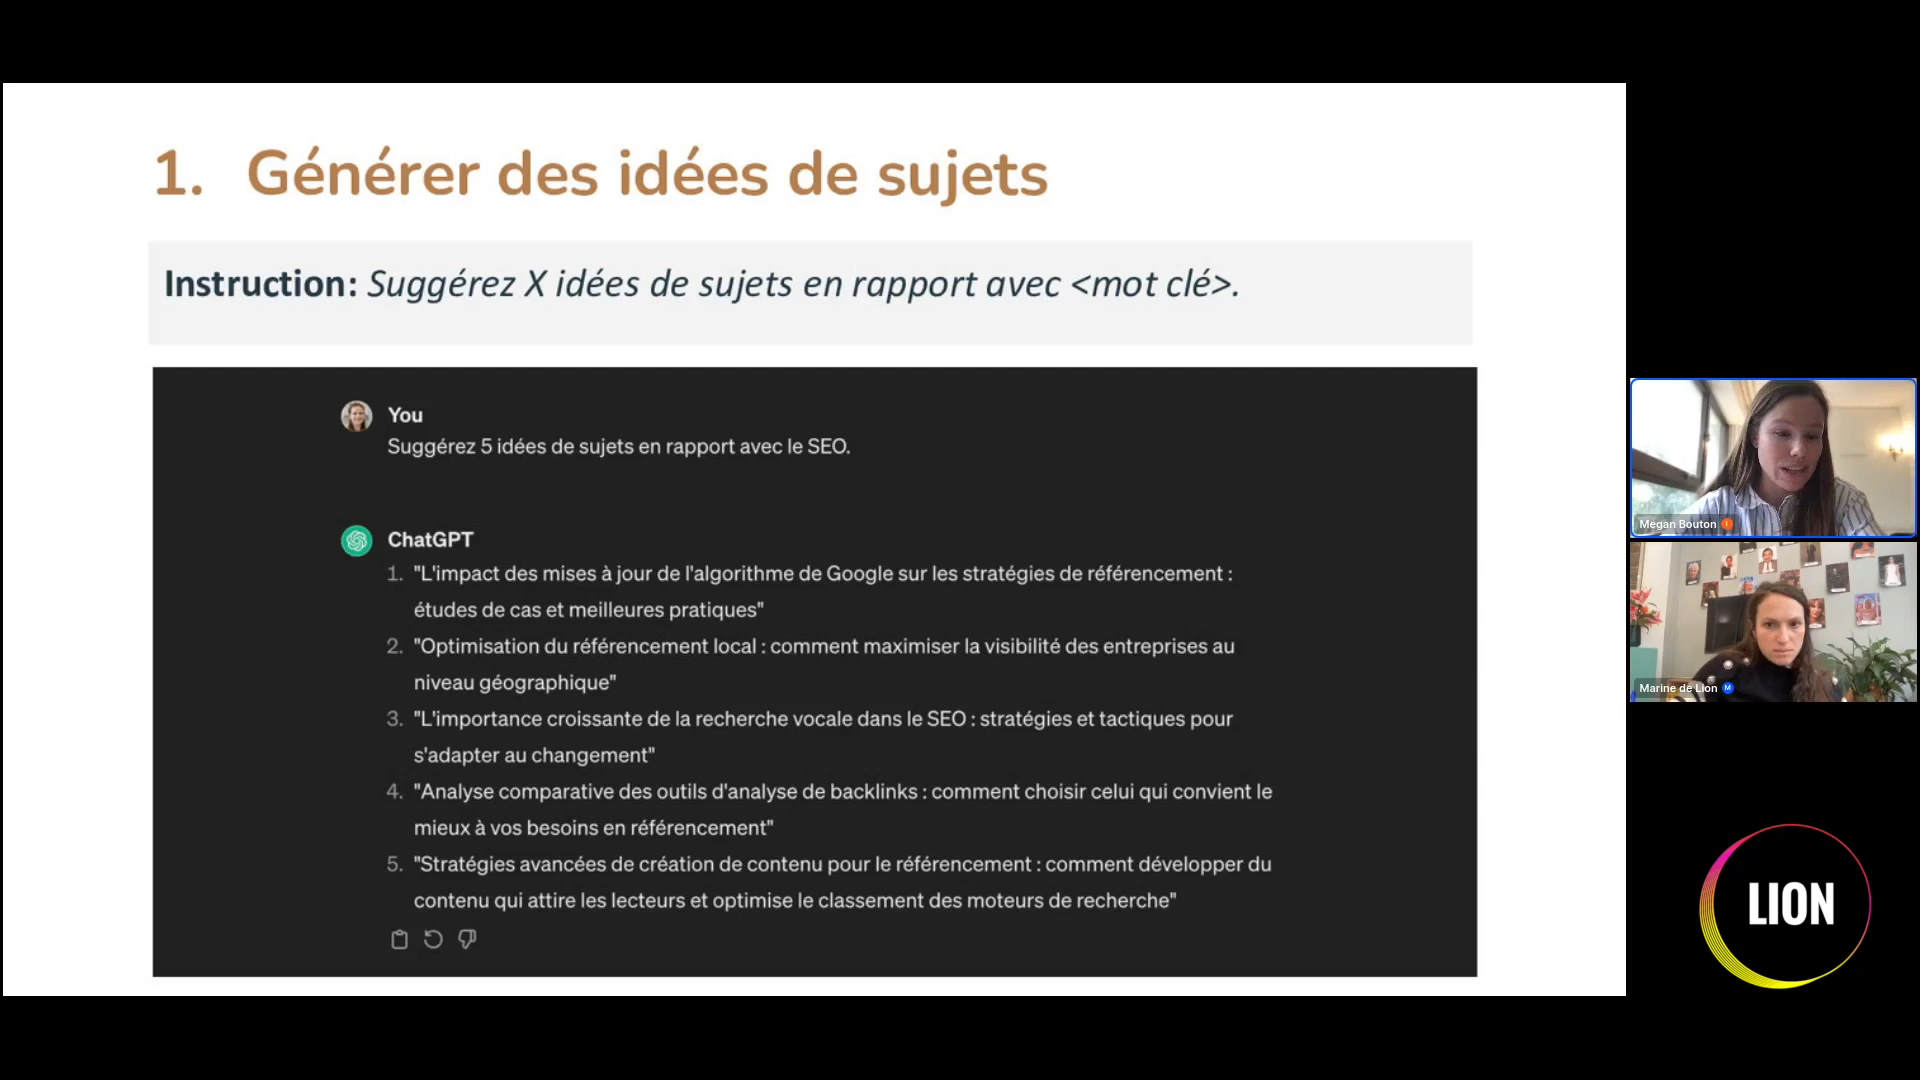 1. Générer des idées de sujets
Instruction: Suggérez X idées de sujets en rapport avec <mot clé>.
You
Suggérez 5 idées de sujets en rapport avec le SEO.
ChatGPT
1. "L'impact des mises à jour de l'algorithme de Google sur les stratégies de référencement :
études de cas et meilleures pratiques"
2. "Optimisation du référencement local : comment maximiser la visibilité des entreprises au
niveau géographique"
3. "L'importance croissante de la recherche vocale dans le SEO : stratégies et tactiques pour
s'adapter au changement"
4. "Analyse comparative des outils d'analyse de backlinks : comment choisir celui qui convient le
mieux à vos besoins en référencement"
5. "Stratégies avancées de création de contenu pour le référencement : comment développer du
contenu qui attire les lecteurs et optimise le classement des moteurs de recherche"
Megan Bouton
Marine de Lion M
LION